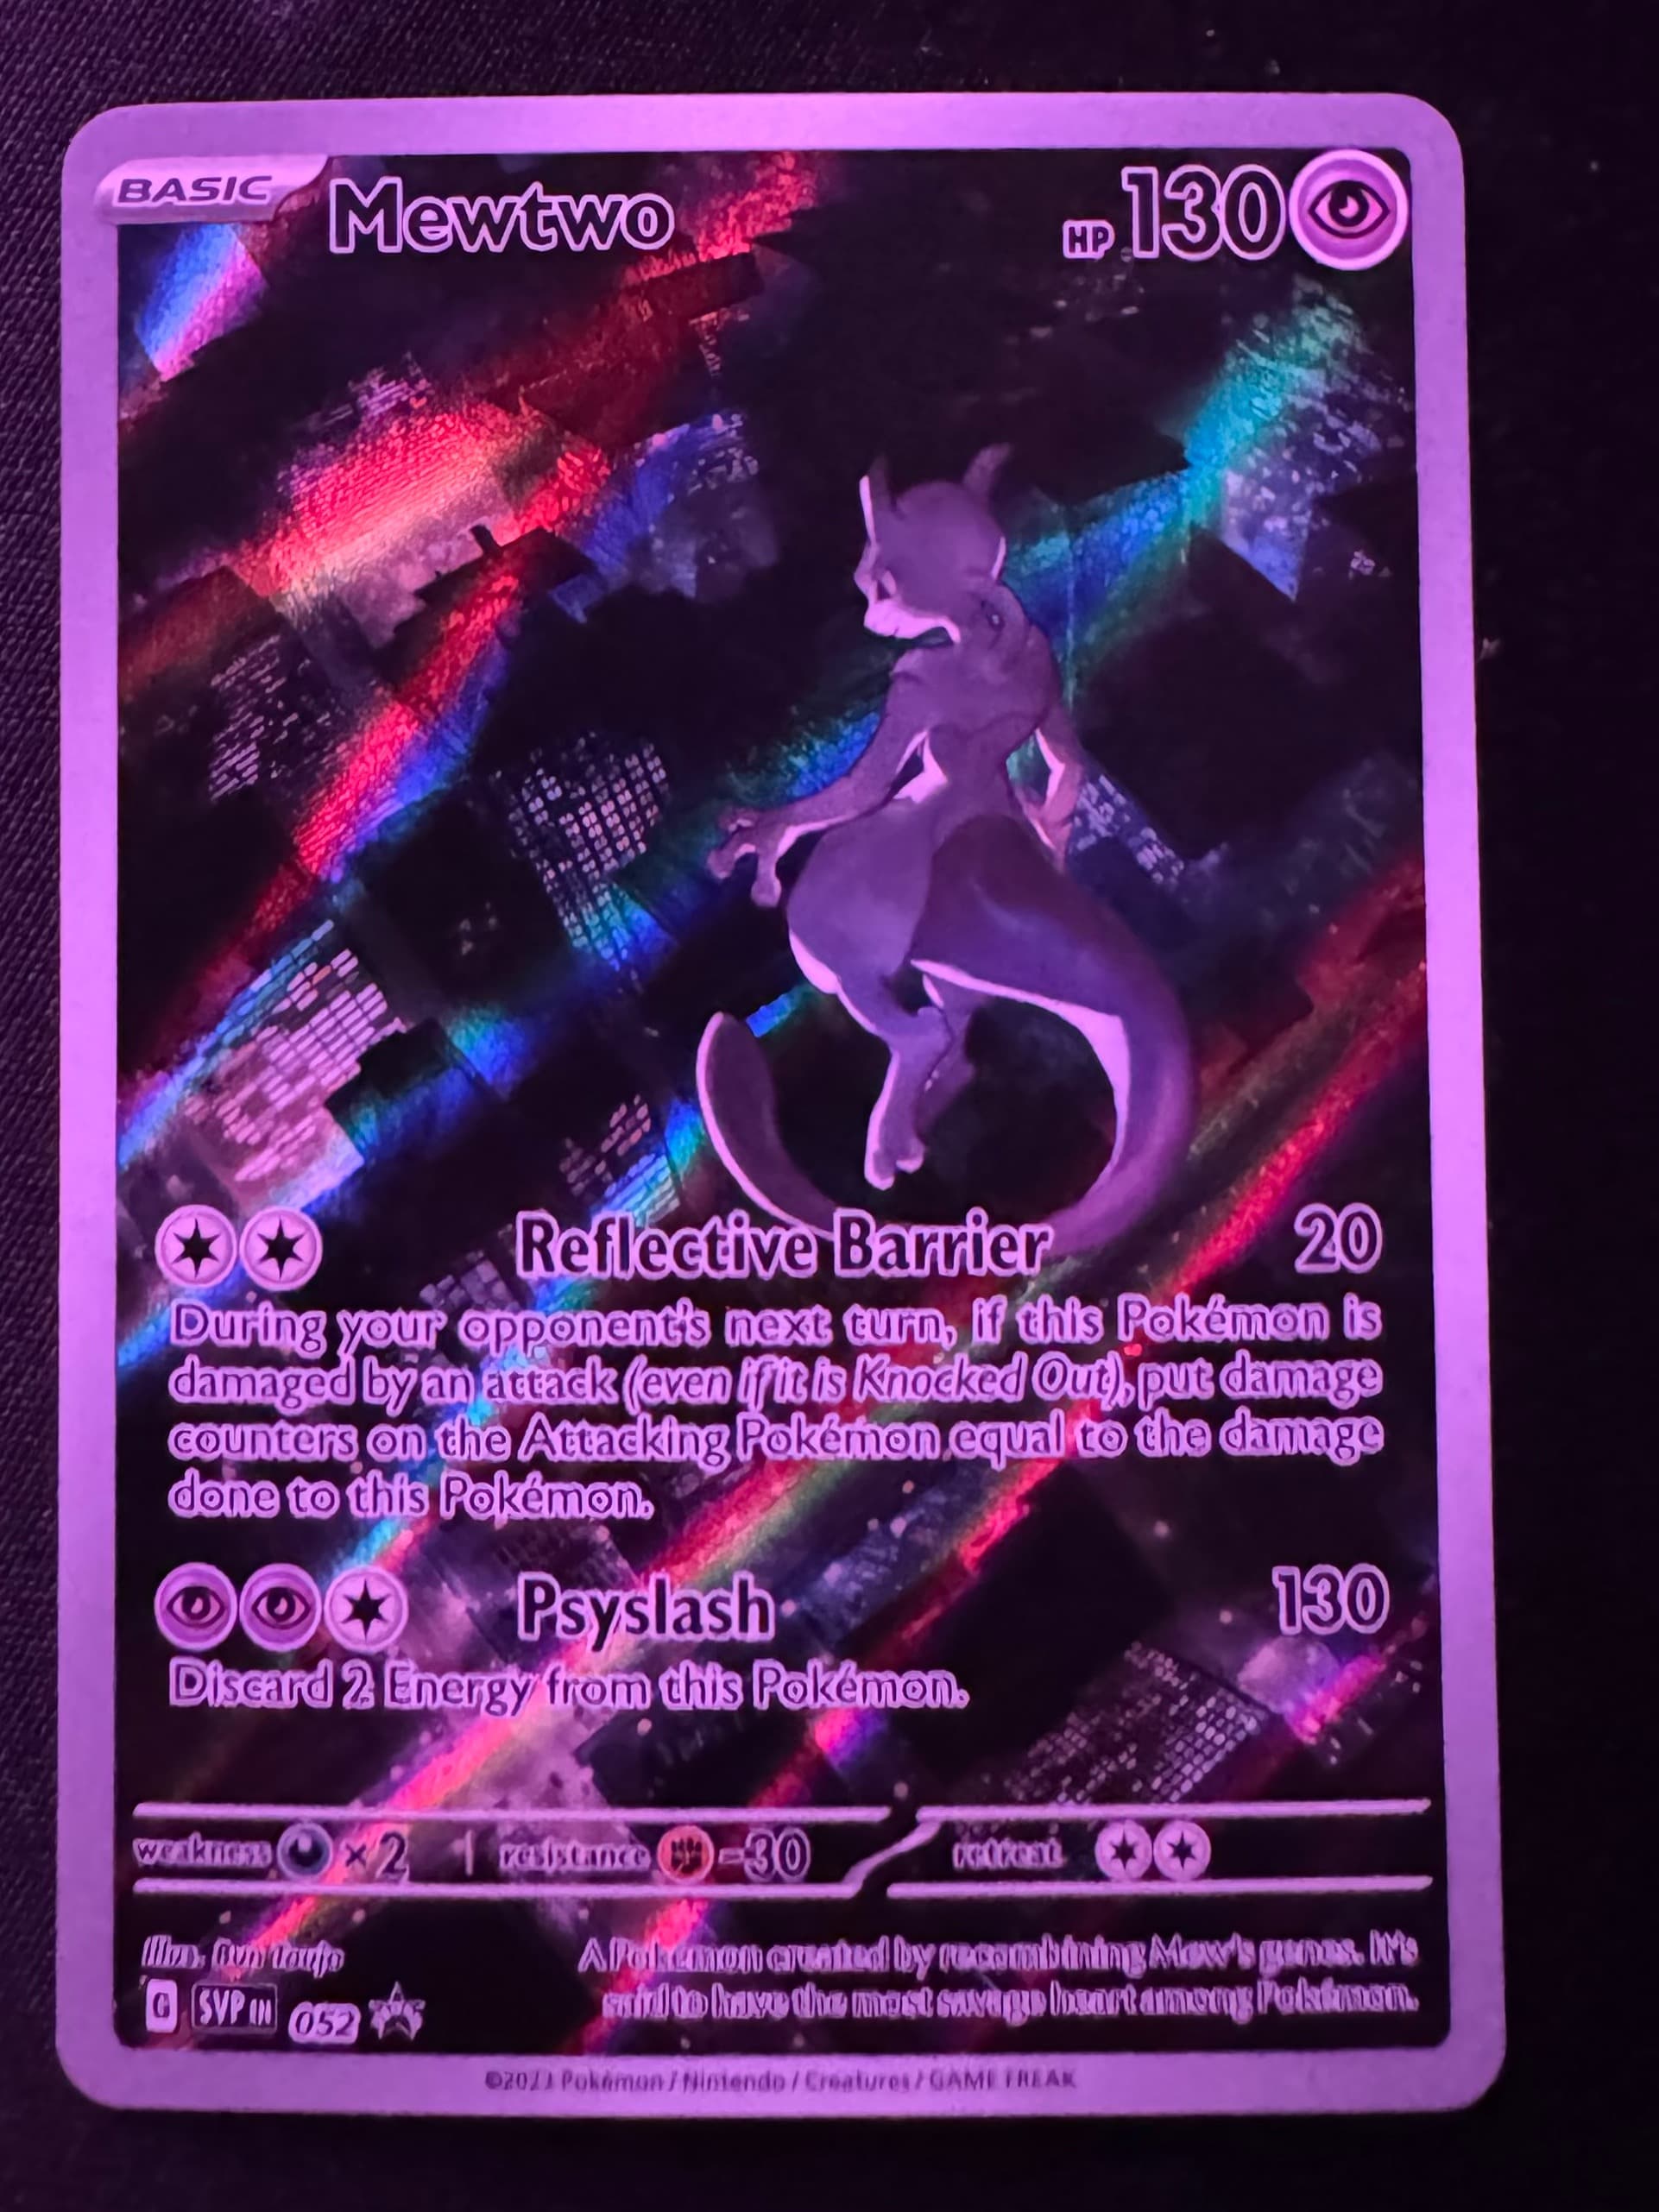 BASIC Mewtwo HP 130
Reflective Barrier 20
During your opponent's next turn, if this Pokémon is
damaged by an attack (even if it is Knocked Out), put damage
counters on the Attacking Pokémon equal to the damage
done to this Pokémon.
Psyslash 130
Discard 2 Energy from this Pokémon.
weakness ×2 resistance -30 retreat
Illus.
A Pokémon created by recombining Mew's genes. It's
said to have the most savage heart among Pokémon.
G SVP EN 052
©2023 Pokémon / Nintendo / Creatures / GAME FREAK